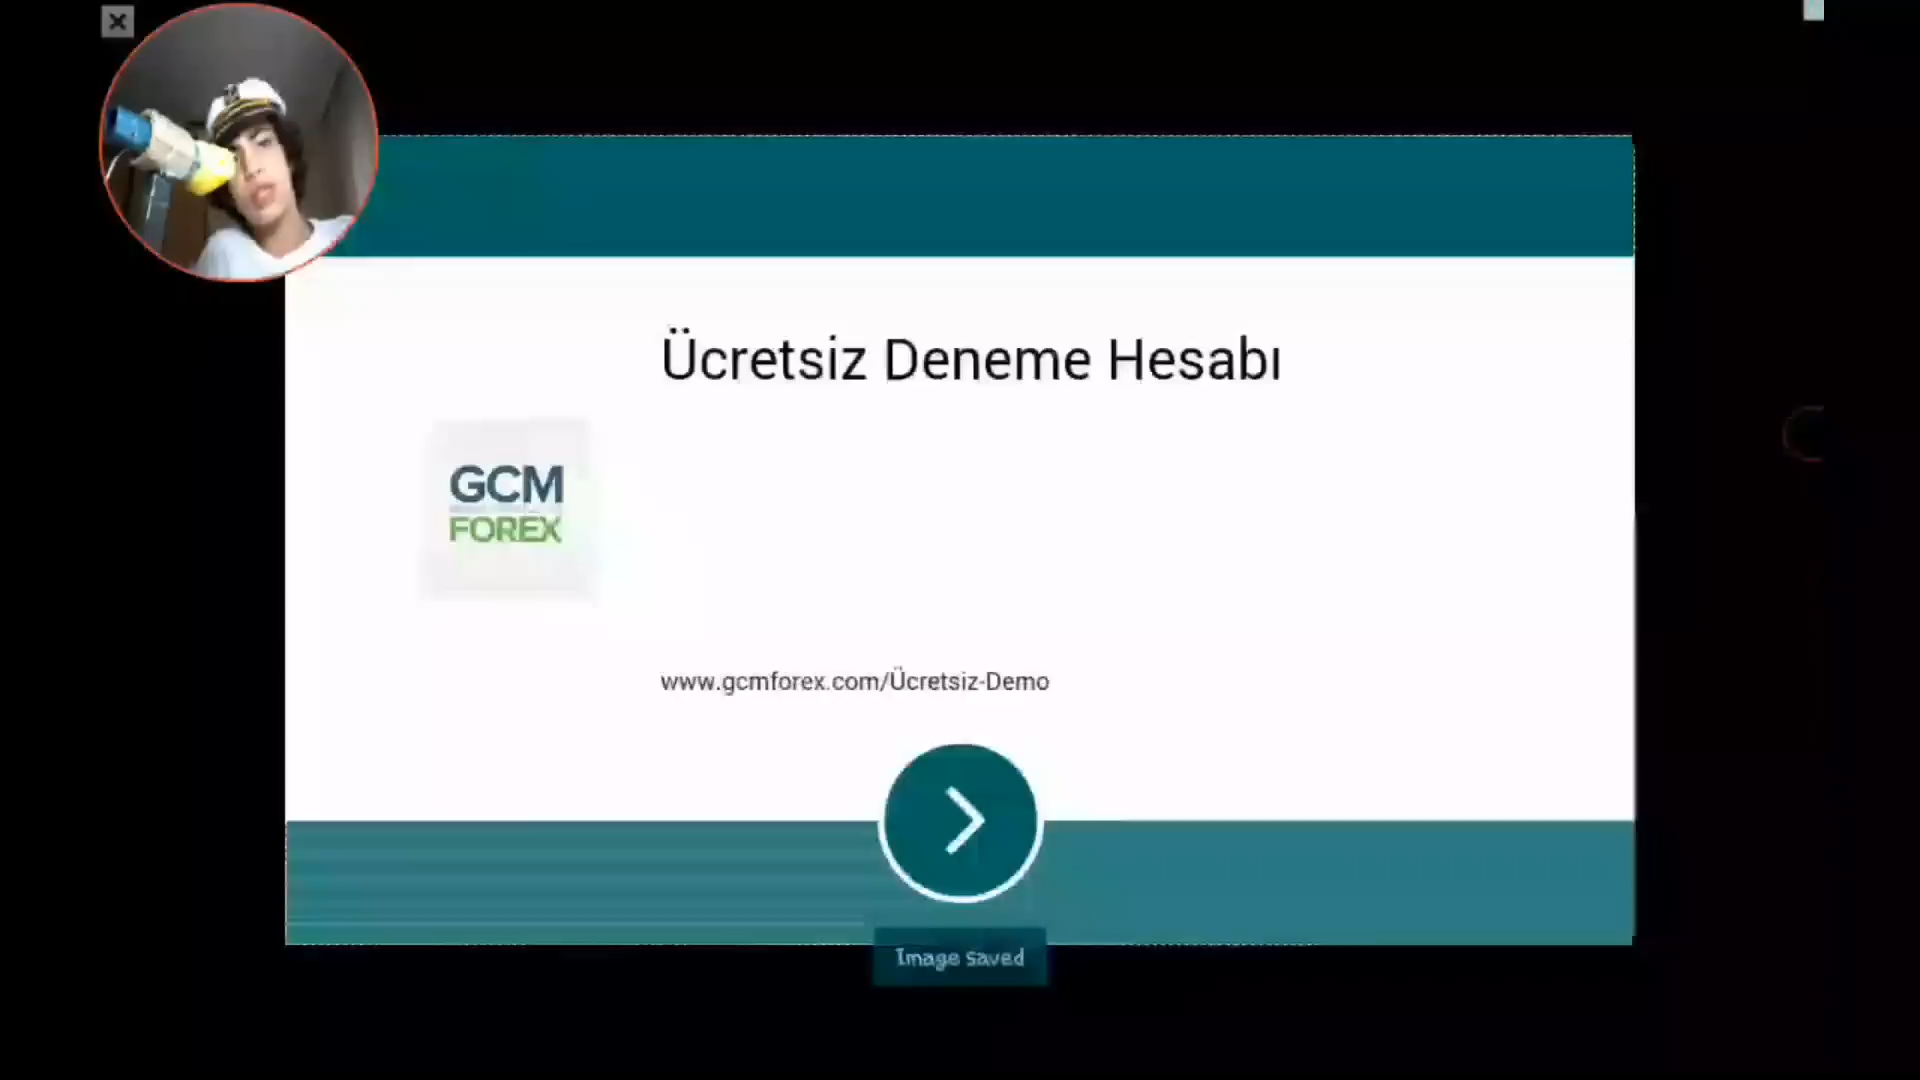 Ücretsiz Deneme Hesabı
GCM
FOREX
www.gcmforex.com/Ücretsiz-Demo
Image saved